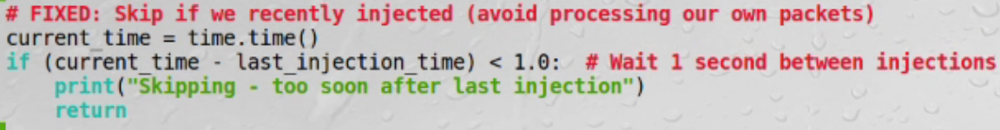 # FIXED: Skip if we recently injected (avoid processing our own packets)
current_time = time.time()
if (current_time - last_injection_time) < 1.0:  # Wait 1 second between injections
    print("Skipping - too soon after last injection")
    return